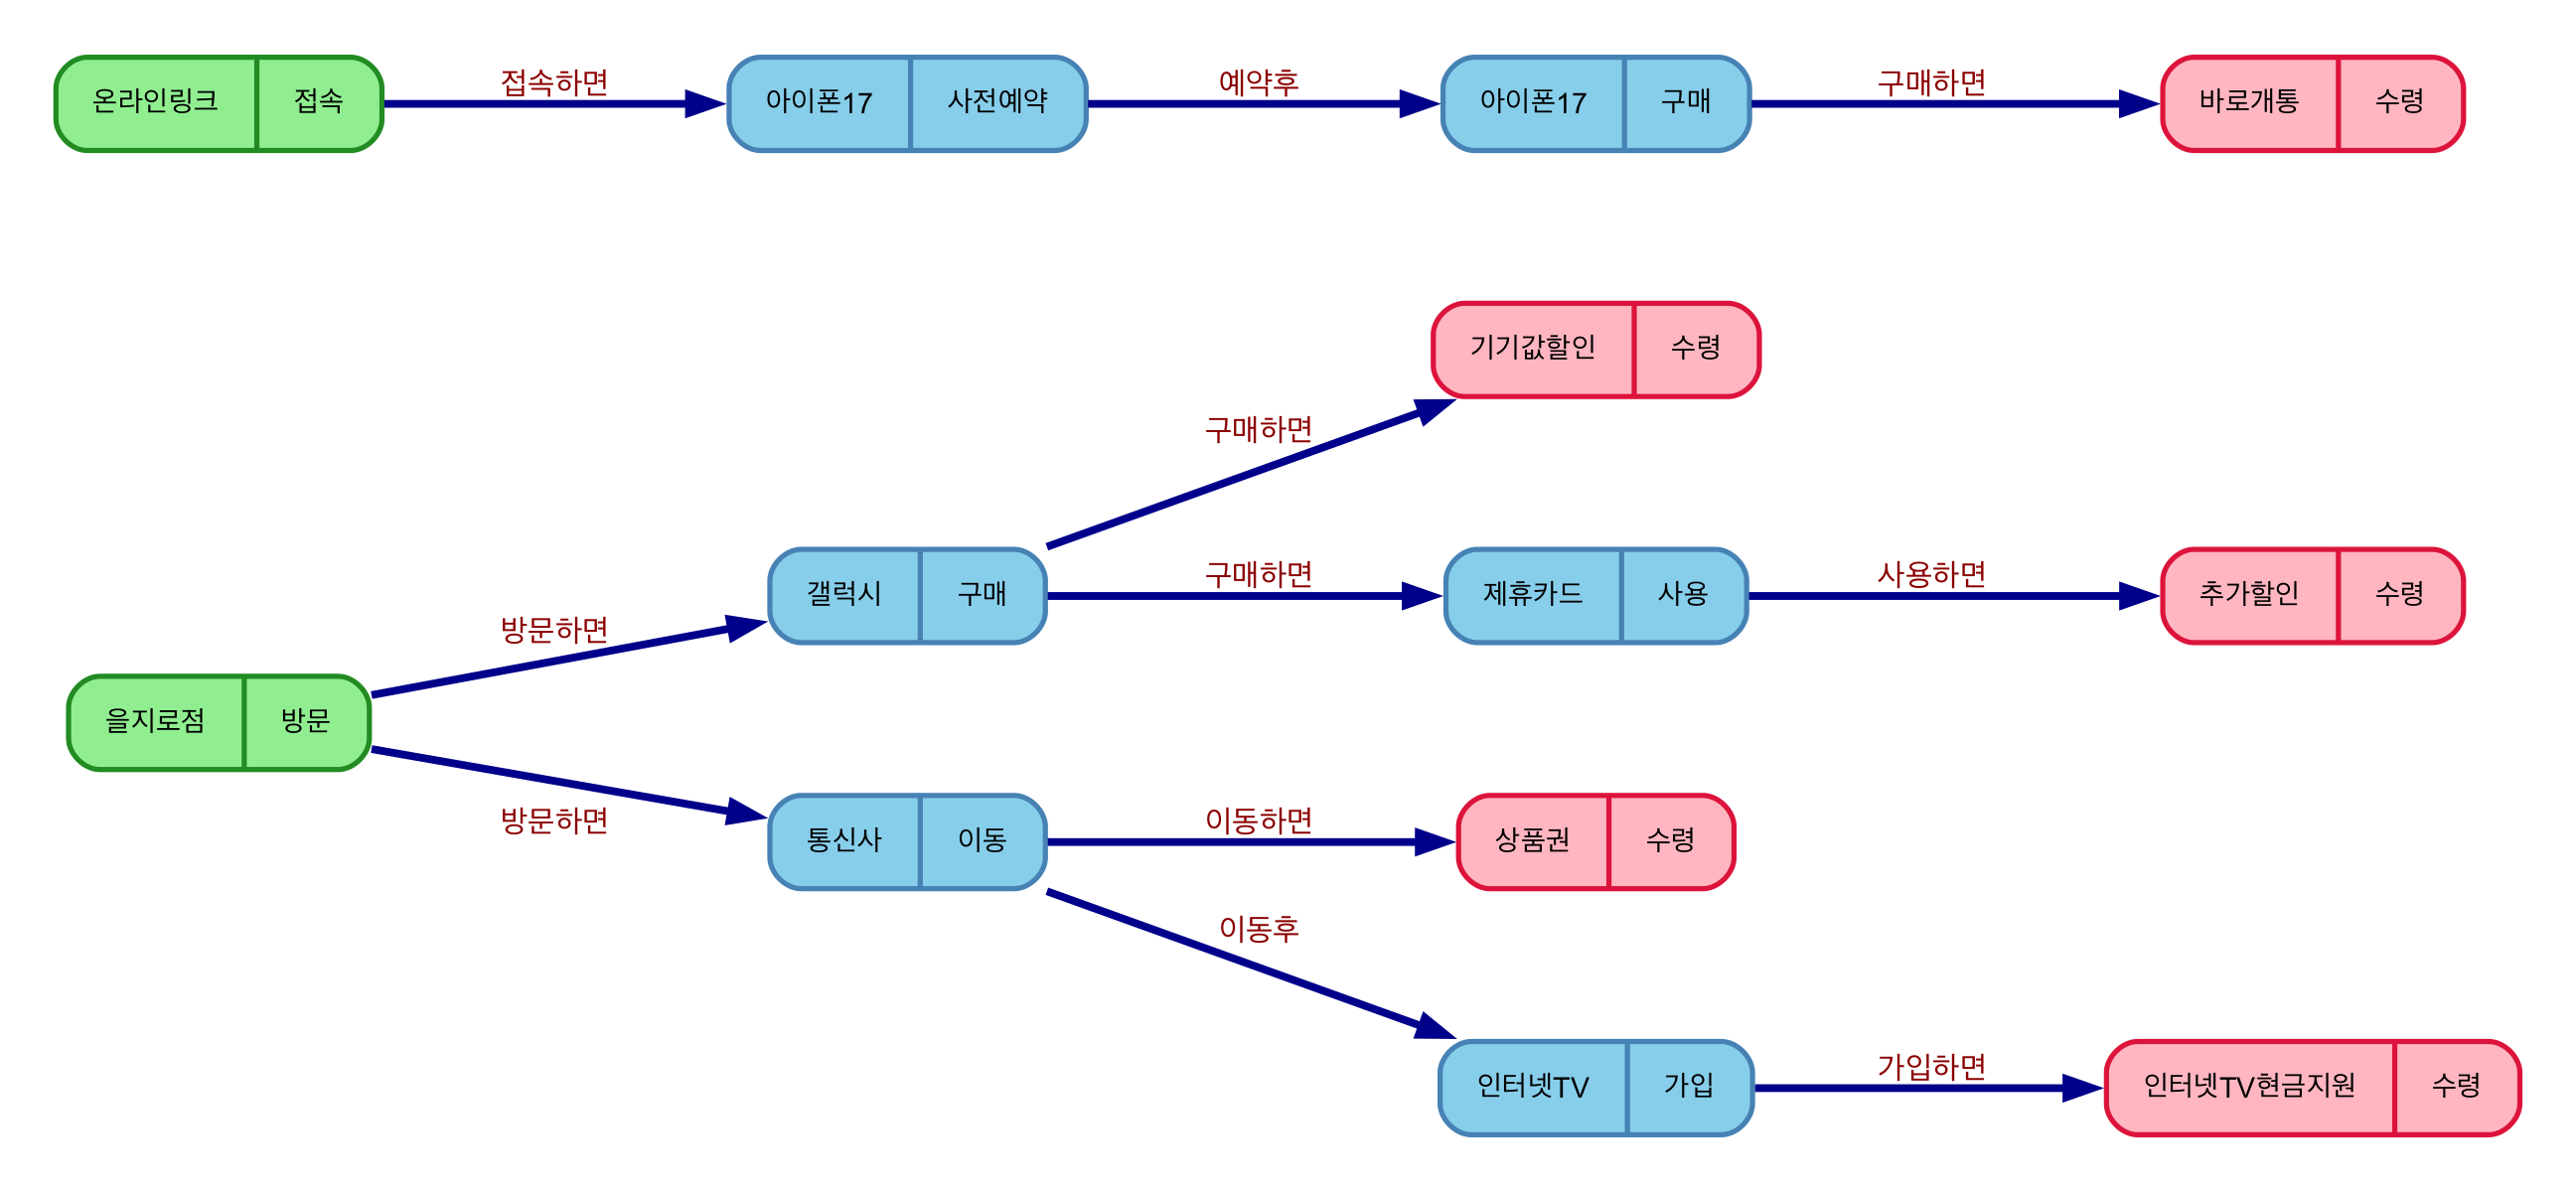 온라인링크 접속 접속하면 아이폰17 사전예약 예약후 아이폰17 구매 구매하면 바로개통 수령
기기값할인 수령
구매하면
구매하면 사용하면
갤럭시 구매 제휴카드 사용 추가할인 수령
방문하면
을지로점 방문
방문하면 이동하면
통신사 이동 상품권 수령
이동후
가입하면
인터넷TV 가입 인터넷TV현금지원 수령